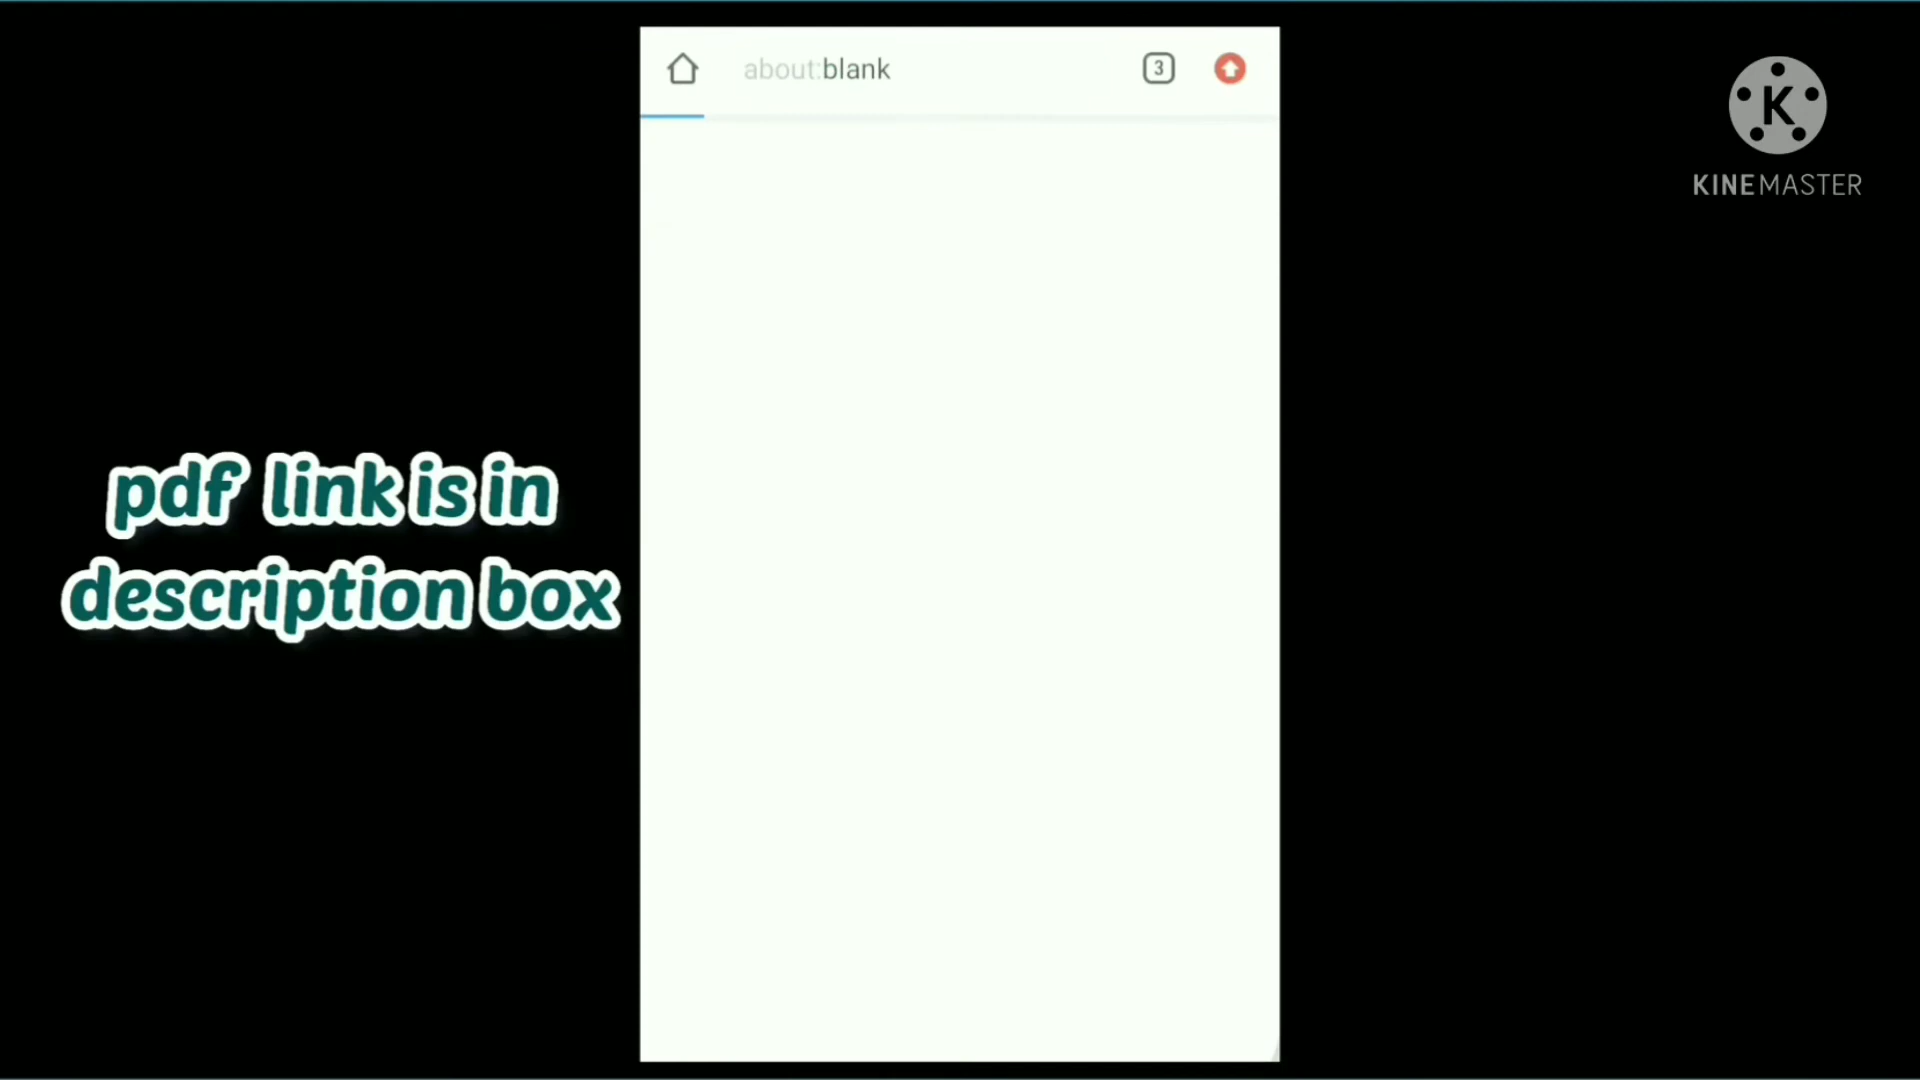 about:blank
3
K
KINEMASTER
pdf link is in
description box